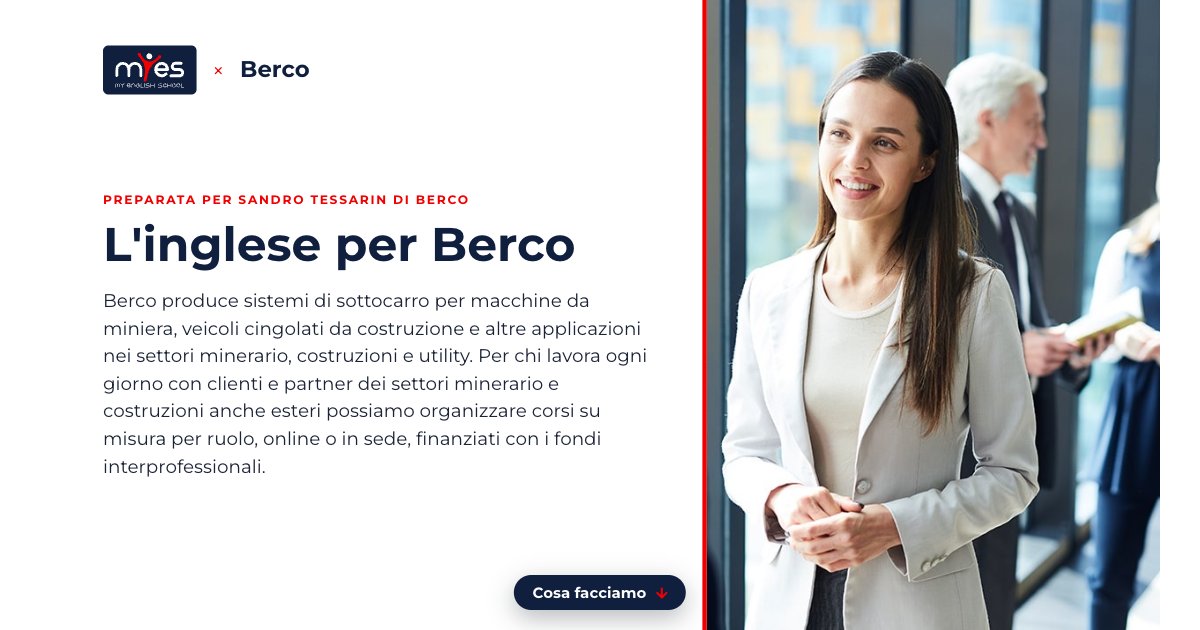 myes
MY ENGLISH SCHOOL
× Berco
PREPARATA PER SANDRO TESSARIN DI BERCO
L'inglese per Berco
Berco produce sistemi di sottocarro per macchine da
miniera, veicoli cingolati da costruzione e altre applicazioni
nei settori minerario, costruzioni e utility. Per chi lavora ogni
giorno con clienti e partner dei settori minerario e
costruzioni anche esteri possiamo organizzare corsi su
misura per ruolo, online o in sede, finanziati con i fondi
interprofessionali.
Cosa facciamo ↓